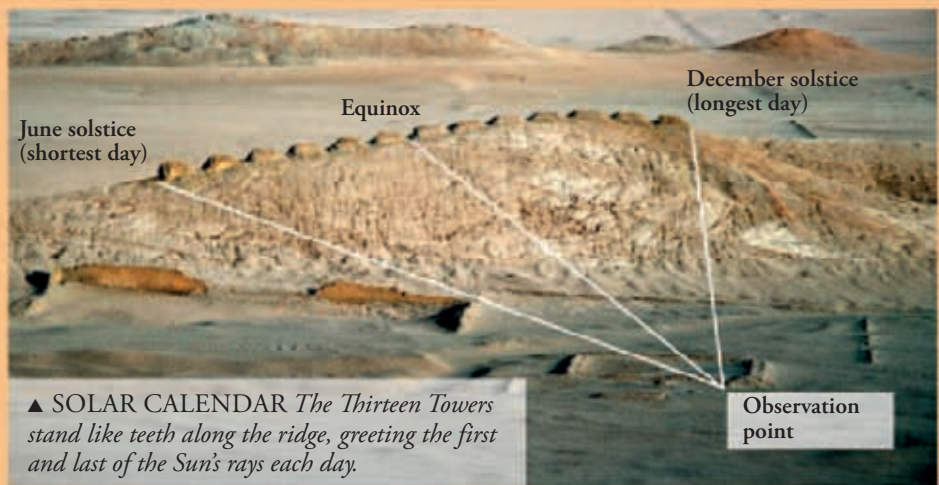 December solstice
(longest day)
Equinox
June solstice
(shortest day)
▲ SOLAR CALENDAR The Thirteen Towers
stand like teeth along the ridge, greeting the first
and last of the Sun's rays each day.
Observation
point